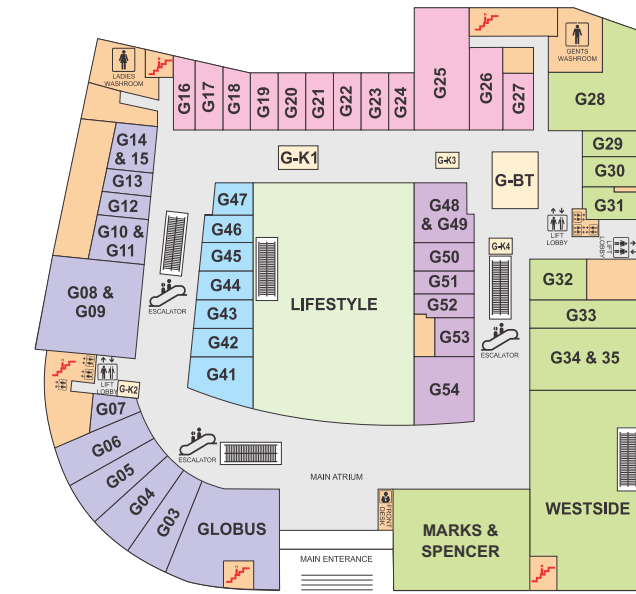 LADIES
WASHROOM
GENTS
WASHROOM
G16
G17
G18
G19
G20
G21
G22
G23
G24
G25
G26
G27
G28
G29
G30
G31
G14
& 15
G13
G12
G10 &
G11
G08 &
G09
G-K1
G-K3
G-BT
G-K4
LIFT
LOBBY
LIFT
LOBBY
G47
G46
G45
G44
G43
G42
G41
LIFESTYLE
G48
& G49
G50
G51
G52
G53
G54
G32
G33
G34 & 35
ESCALATOR
ESCALATOR
LIFT
LOBBY
G-K2
G07
G06
G05
G04
G03
GLOBUS
ESCALATOR
MAIN ATRIUM
FRONT
DESK
MARKS &
SPENCER
WESTSIDE
MAIN ENTERANCE